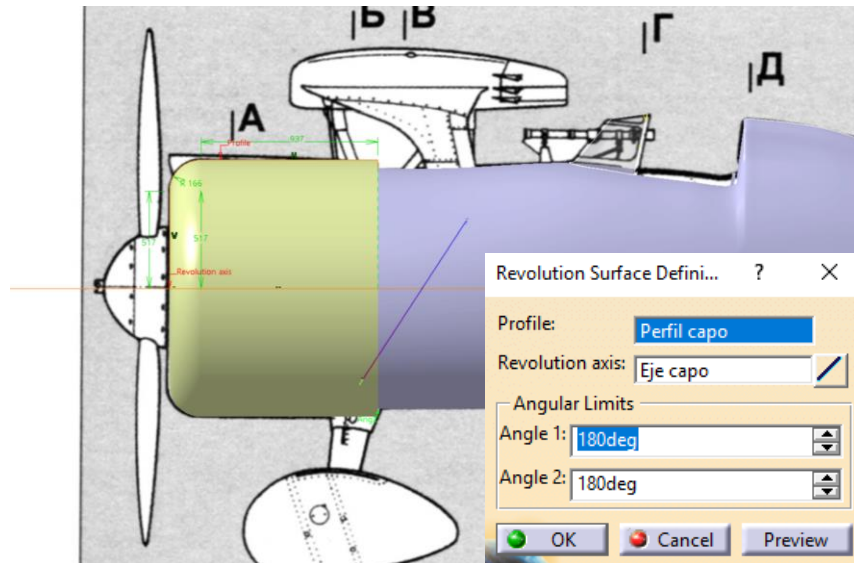 Б В
Г
Д
А
937
Profile
R 166
V
517
517
Revolution axis
Revolution Surface Defini... ?
Profile: Perfil capo
Revolution axis: Eje capo
Angular Limits
Angle 1: 180deg
Angle 2: 180deg
OK Cancel Preview